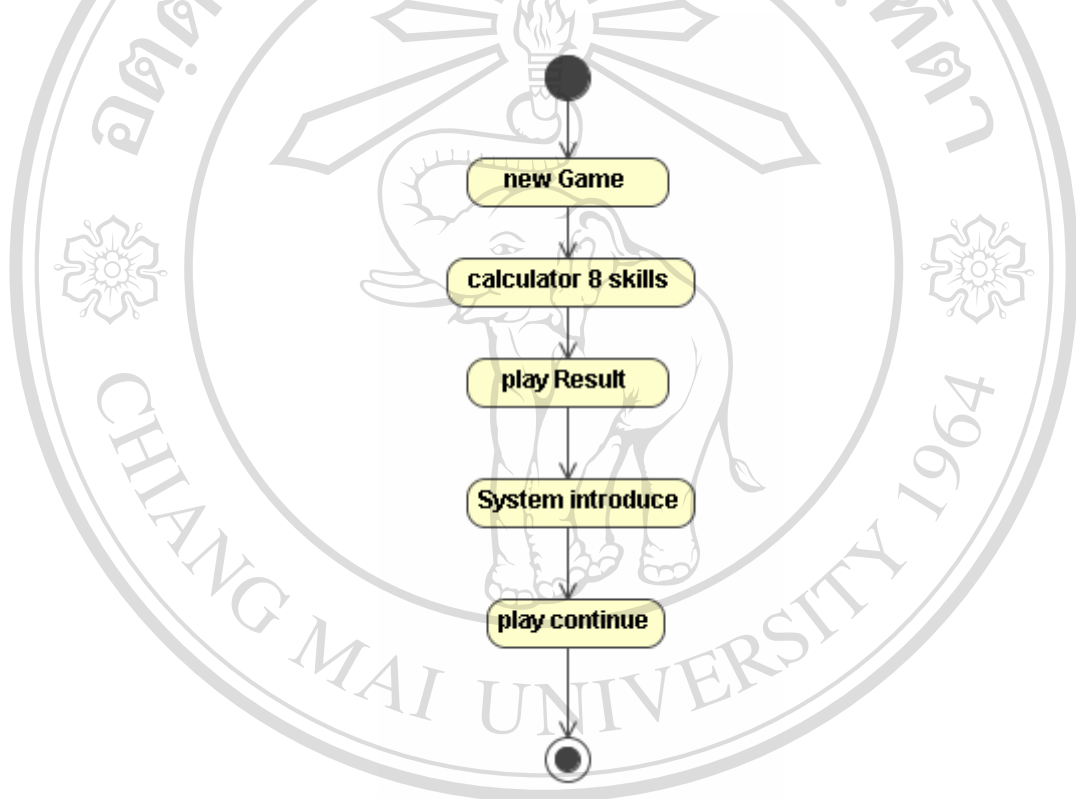 new Game
calculator 8 skills
play Result
System introduce
play continue
CHIANG MAI UNIVERSITY 1964